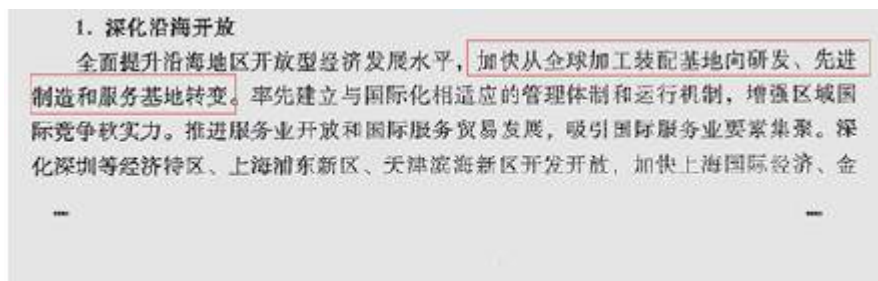 1. 深化沿海开放
全面提升沿海地区开放型经济发展水平，加快从全球加工装配基地向研发、先进
制造和服务基地转变。率先建立与国际化相适应的管理体制和运行机制，增强区域国
际竞争软实力。推进服务业开放和国际服务贸易发展，吸引国际服务业要素集聚。深
化深圳等经济特区、上海浦东新区、天津滨海新区开发开放，加快上海国际经济、金